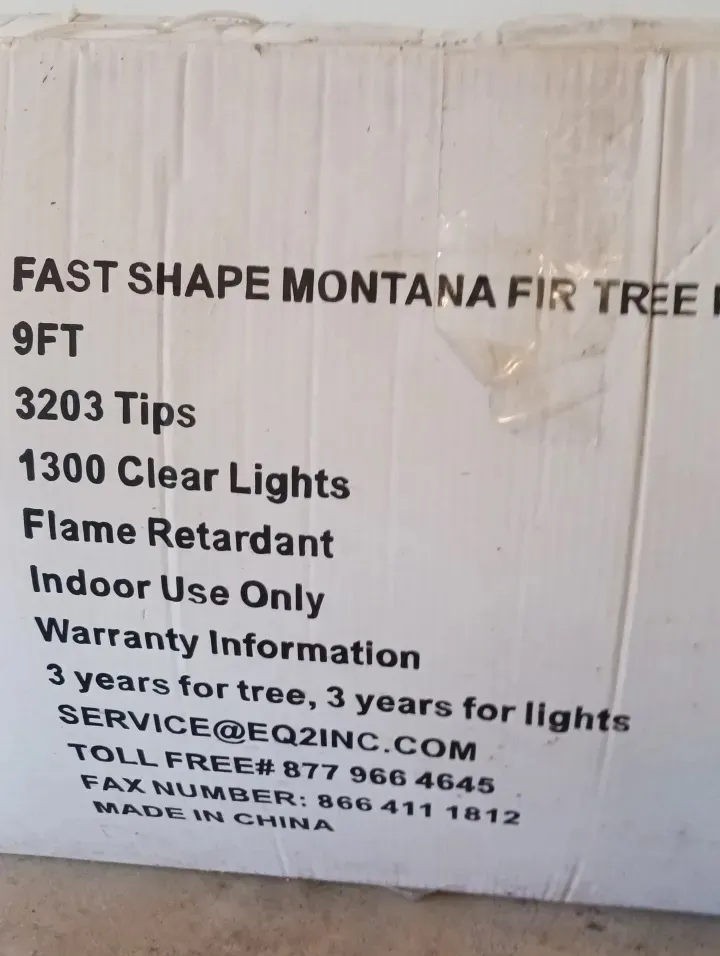 FAST SHAPE MONTANA FIR TREE
9FT
3203 Tips
1300 Clear Lights
Flame Retardant
Indoor Use Only
Warranty Information
3 years for tree, 3 years for lights
SERVICE@EQ2INC.COM
TOLL FREE# 877 966 4645
FAX NUMBER: 866 411 1812
MADE IN CHINA